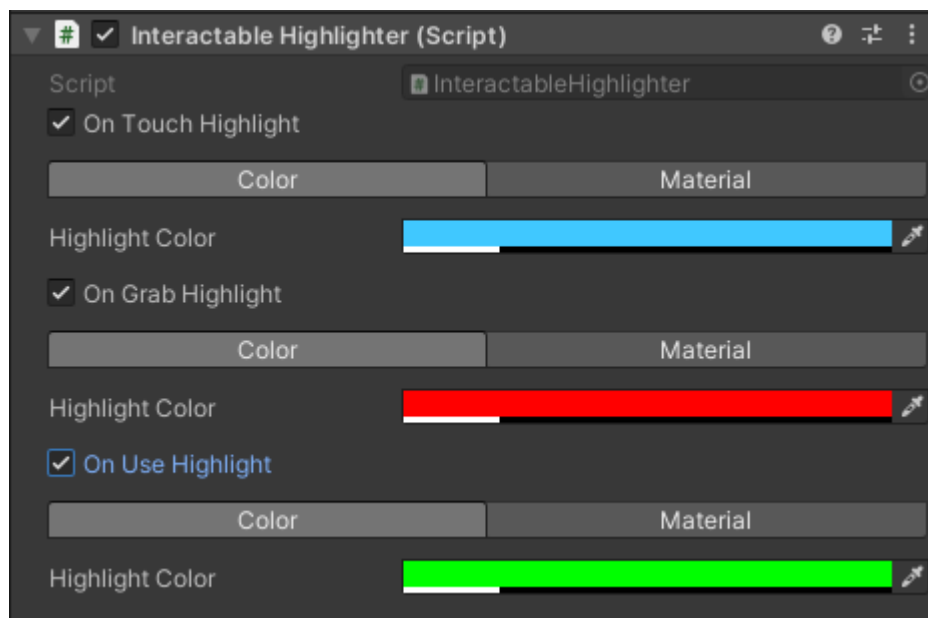 Interactable Highlighter (Script)
Script InteractableHighlighter
On Touch Highlight
Color Material
Highlight Color
On Grab Highlight
Color Material
Highlight Color
On Use Highlight
Color Material
Highlight Color